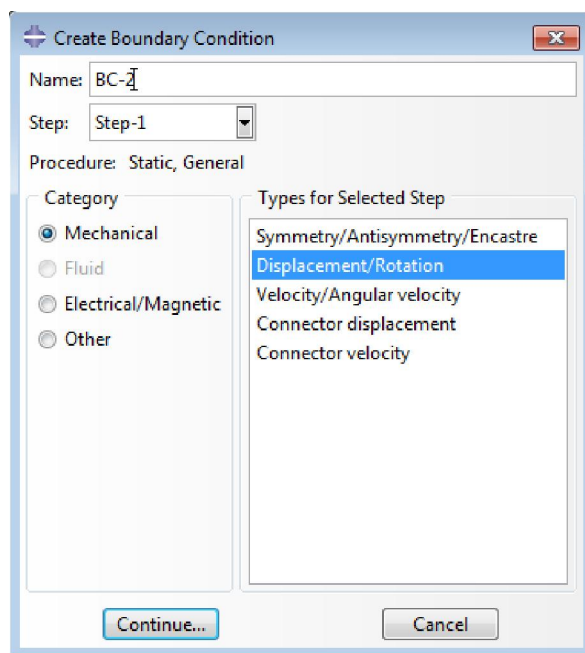 Create Boundary Condition
Name: BC-2
Step: Step-1
Procedure: Static, General
Category
Mechanical
Fluid
Electrical/Magnetic
Other
Types for Selected Step
Symmetry/Antisymmetry/Encastre
Displacement/Rotation
Velocity/Angular velocity
Connector displacement
Connector velocity
Continue... Cancel